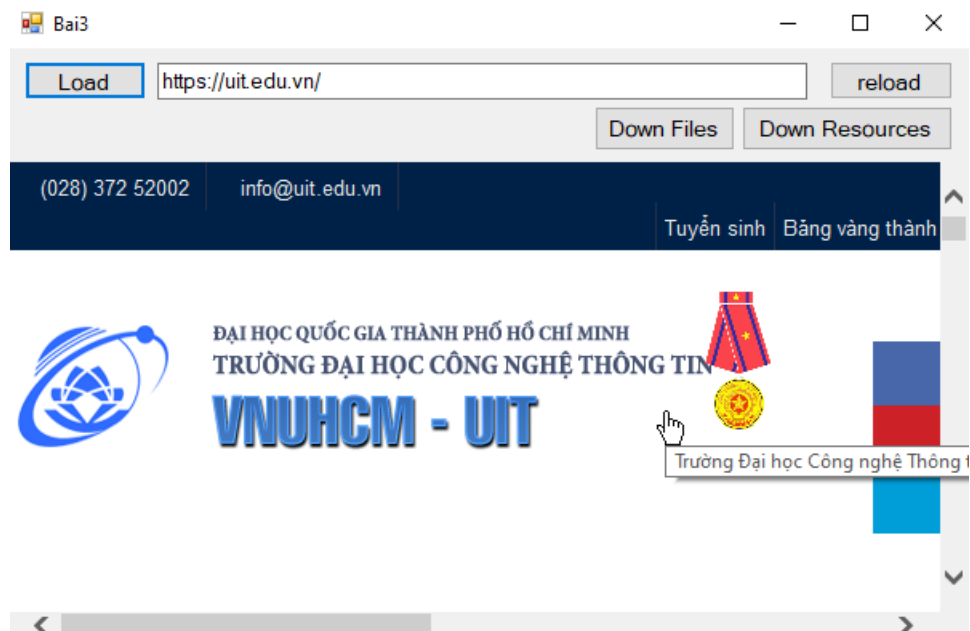 Bai3
Load https://uit.edu.vn/ reload
Down Files Down Resources
(028) 372 52002 info@uit.edu.vn
Tuyển sinh Bảng vàng thành
ĐẠI HỌC QUỐC GIA THÀNH PHỐ HỒ CHÍ MINH
TRƯỜNG ĐẠI HỌC CÔNG NGHỆ THÔNG TIN
VNUHCM - UIT
Trường Đại học Công nghệ Thông